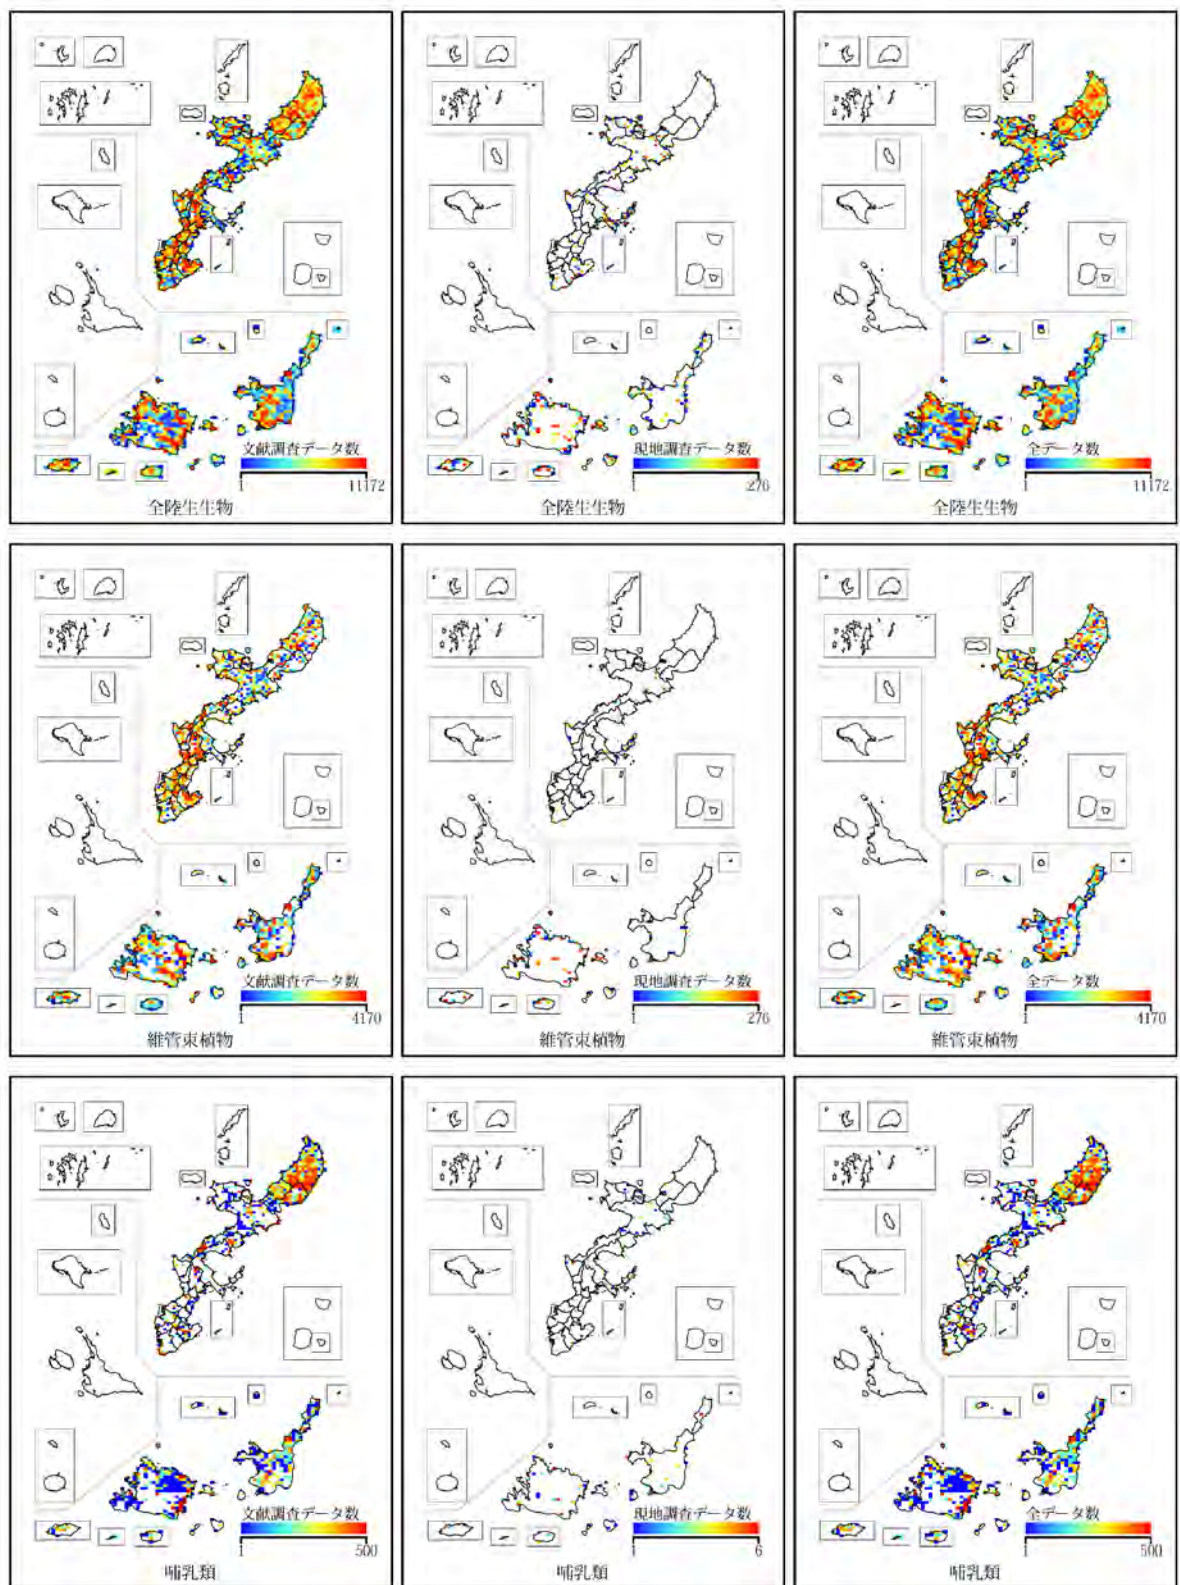 文献調査データ数
1 11172
全陸生生物
現地調査データ数
1 276
全陸生生物
全データ数
1 11172
全陸生生物
文献調査データ数
1 4170
維管束植物
現地調査データ数
1 276
維管束植物
全データ数
1 4170
維管束植物
文献調査データ数
1 500
哺乳類
現地調査データ数
1 6
哺乳類
全データ数
1 500
哺乳類